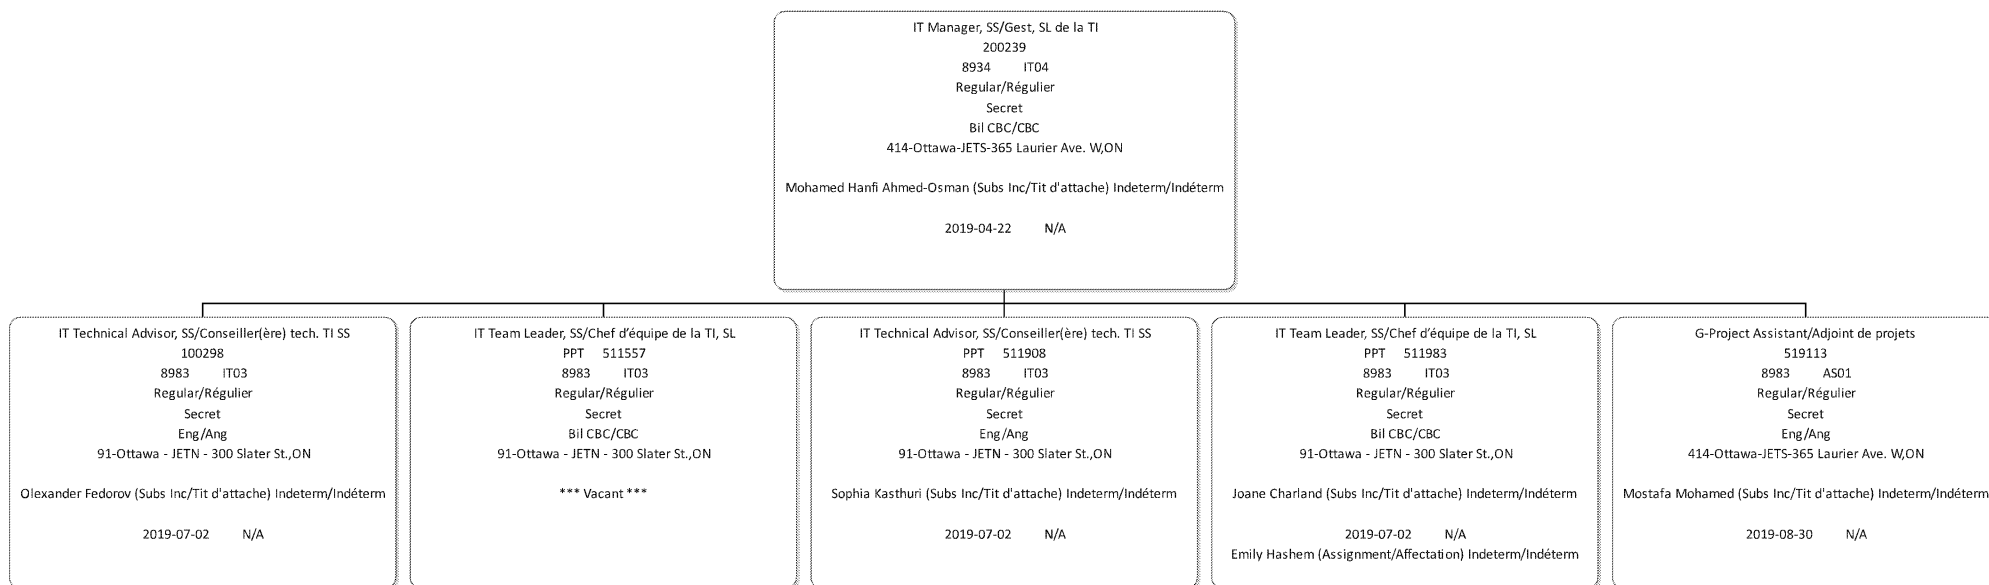 IT Manager, SS/Gest, SL de la TI
200239
8934 IT04
Regular/Régulier
Secret
Bil CBC/CBC
414-Ottawa-JETS-365 Laurier Ave. W,ON
Mohamed Hanfi Ahmed-Osman (Subs Inc/Tit d'attache) Indeterm/Indéterm
2019-04-22 N/A
IT Technical Advisor, SS/Conseiller(ère) tech. TI SS
100298
8983 IT03
Regular/Régulier
Secret
Eng/Ang
91-Ottawa - JETN - 300 Slater St.,ON
Olexander Fedorov (Subs Inc/Tit d'attache) Indeterm/Indéterm
2019-07-02 N/A
IT Team Leader, SS/Chef d’équipe de la TI, SL
PPT 511557
8983 IT03
Regular/Régulier
Secret
Bil CBC/CBC
91-Ottawa - JETN - 300 Slater St.,ON
*** Vacant ***
IT Technical Advisor, SS/Conseiller(ère) tech. TI SS
PPT 511908
8983 IT03
Regular/Régulier
Secret
Eng/Ang
91-Ottawa - JETN - 300 Slater St.,ON
Sophia Kasthuri (Subs Inc/Tit d'attache) Indeterm/Indéterm
2019-07-02 N/A
IT Team Leader, SS/Chef d’équipe de la TI, SL
PPT 511983
8983 IT03
Regular/Régulier
Secret
Bil CBC/CBC
91-Ottawa - JETN - 300 Slater St.,ON
Joane Charland (Subs Inc/Tit d'attache) Indeterm/Indéterm
2019-07-02 N/A
Emily Hashem (Assignment/Affectation) Indeterm/Indéterm
G-Project Assistant/Adjoint de projets
519113
8983 AS01
Regular/Régulier
Secret
Eng/Ang
414-Ottawa-JETS-365 Laurier Ave. W,ON
Mostafa Mohamed (Subs Inc/Tit d'attache) Indeterm/Indéterm
2019-08-30 N/A